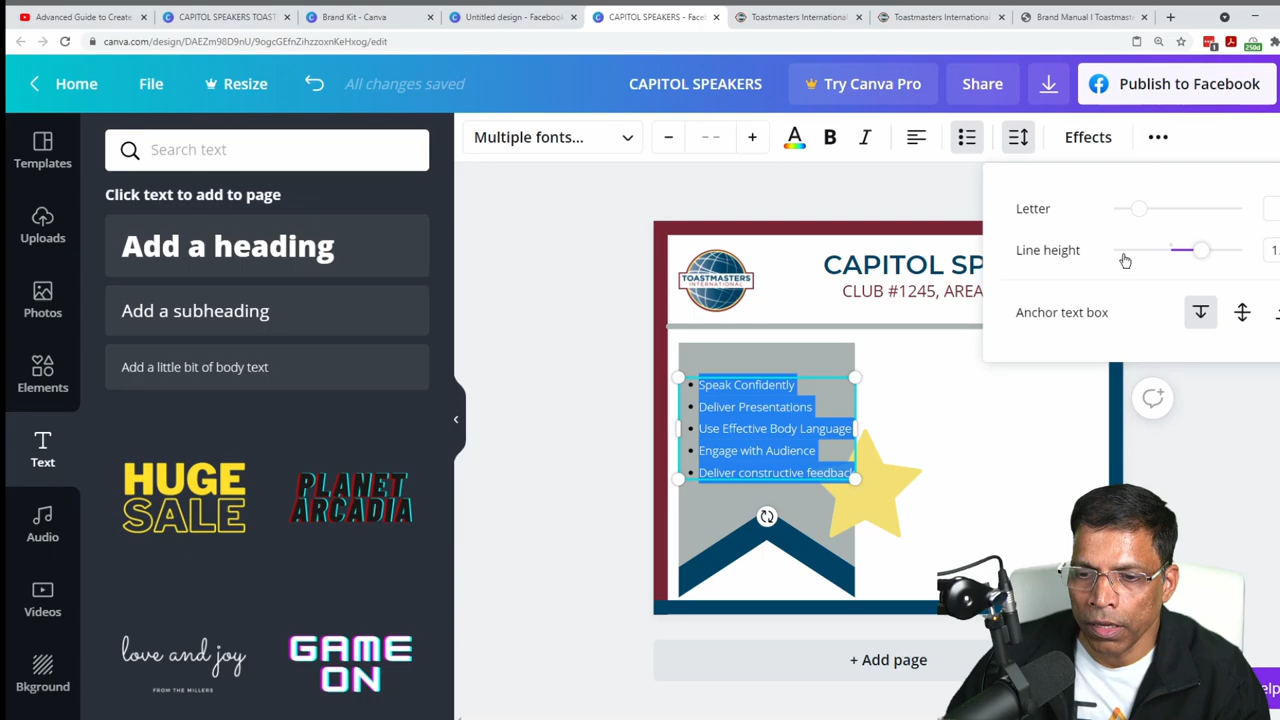 Advanced Guide to Create
CAPITOL SPEAKERS TOAST
Brand Kit - Canva
Untitled design - Facebook
CAPITOL SPEAKERS - Face
Toastmasters International
Toastmasters International
Brand Manual | Toastmaste
canva.com/design/DAEZm98D9nU/9ogcGEfnZihzzoxnKeHxog/edit
Home
File
Resize
All changes saved
CAPITOL SPEAKERS
Try Canva Pro
Share
Publish to Facebook
Templates
Uploads
Photos
Elements
Text
Audio
Videos
Bkground
Search text
Click text to add to page
Add a heading
Add a subheading
Add a little bit of body text
HUGE
SALE
PLANET
ARCADIA
love and joy
FROM THE MILLERS
GAME
ON
Multiple fonts...
– – – +
A B I
Effects
Letter
Line height
1.
Anchor text box
TOASTMASTERS
INTERNATIONAL
CAPITOL SP
CLUB #1245, AREA
• Speak Confidently
• Deliver Presentations
• Use Effective Body Language
• Engage with Audience
• Deliver constructive feedback
+ Add page
elp